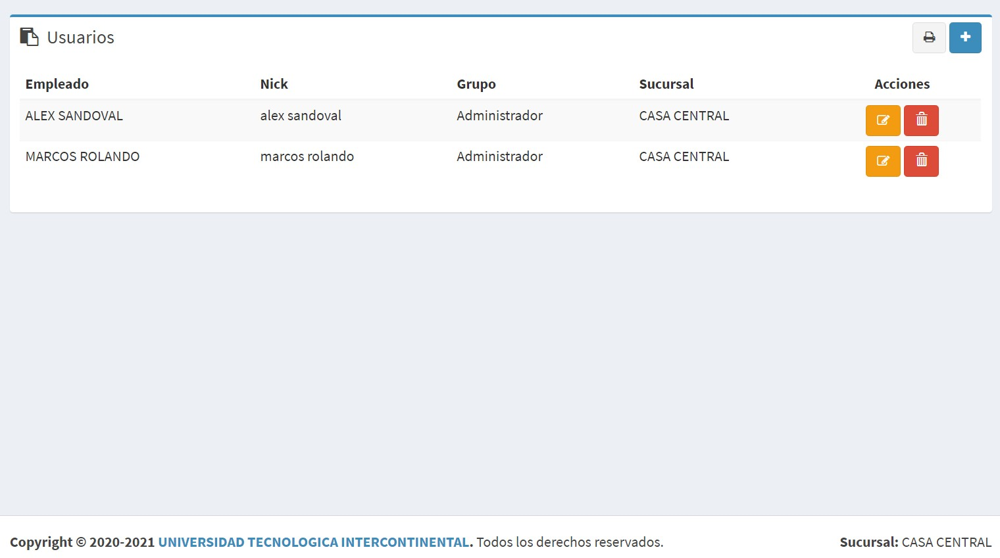 Usuarios
Empleado Nick Grupo Sucursal Acciones
ALEX SANDOVAL alex sandoval Administrador CASA CENTRAL
MARCOS ROLANDO marcos rolando Administrador CASA CENTRAL
Copyright © 2020-2021 UNIVERSIDAD TECNOLOGICA INTERCONTINENTAL. Todos los derechos reservados. Sucursal: CASA CENTRAL